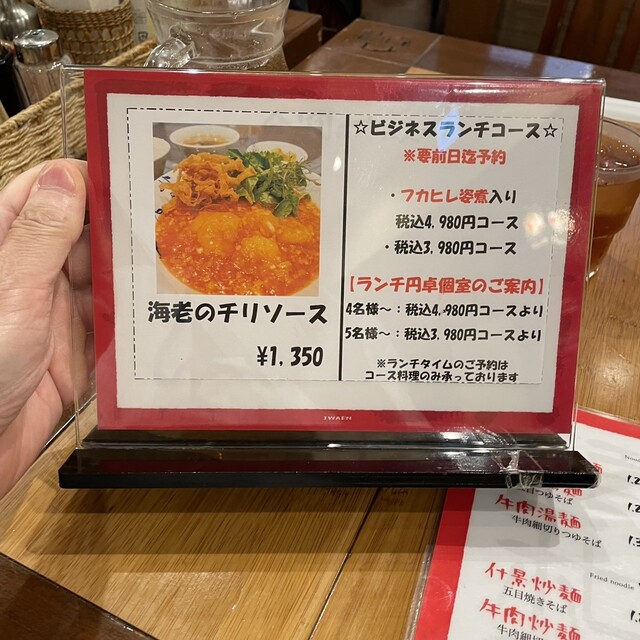 海老のチリソース
¥1,350
☆ビジネスランチコース☆
※要前日迄予約
・フカヒレ姿煮入り
税込4,980円コース
・税込3,980円コース
【ランチ円卓個室のご案内】
4名様～：税込4,980円コースより
5名様～：税込3,980円コースより
※ランチタイムのご予約は
コース料理のみ承っております
五目つゆそば
牛肉湯麺
牛肉細切りつゆそば
什景炒麺
Fried noodle
五目焼きそば
牛肉炒麺